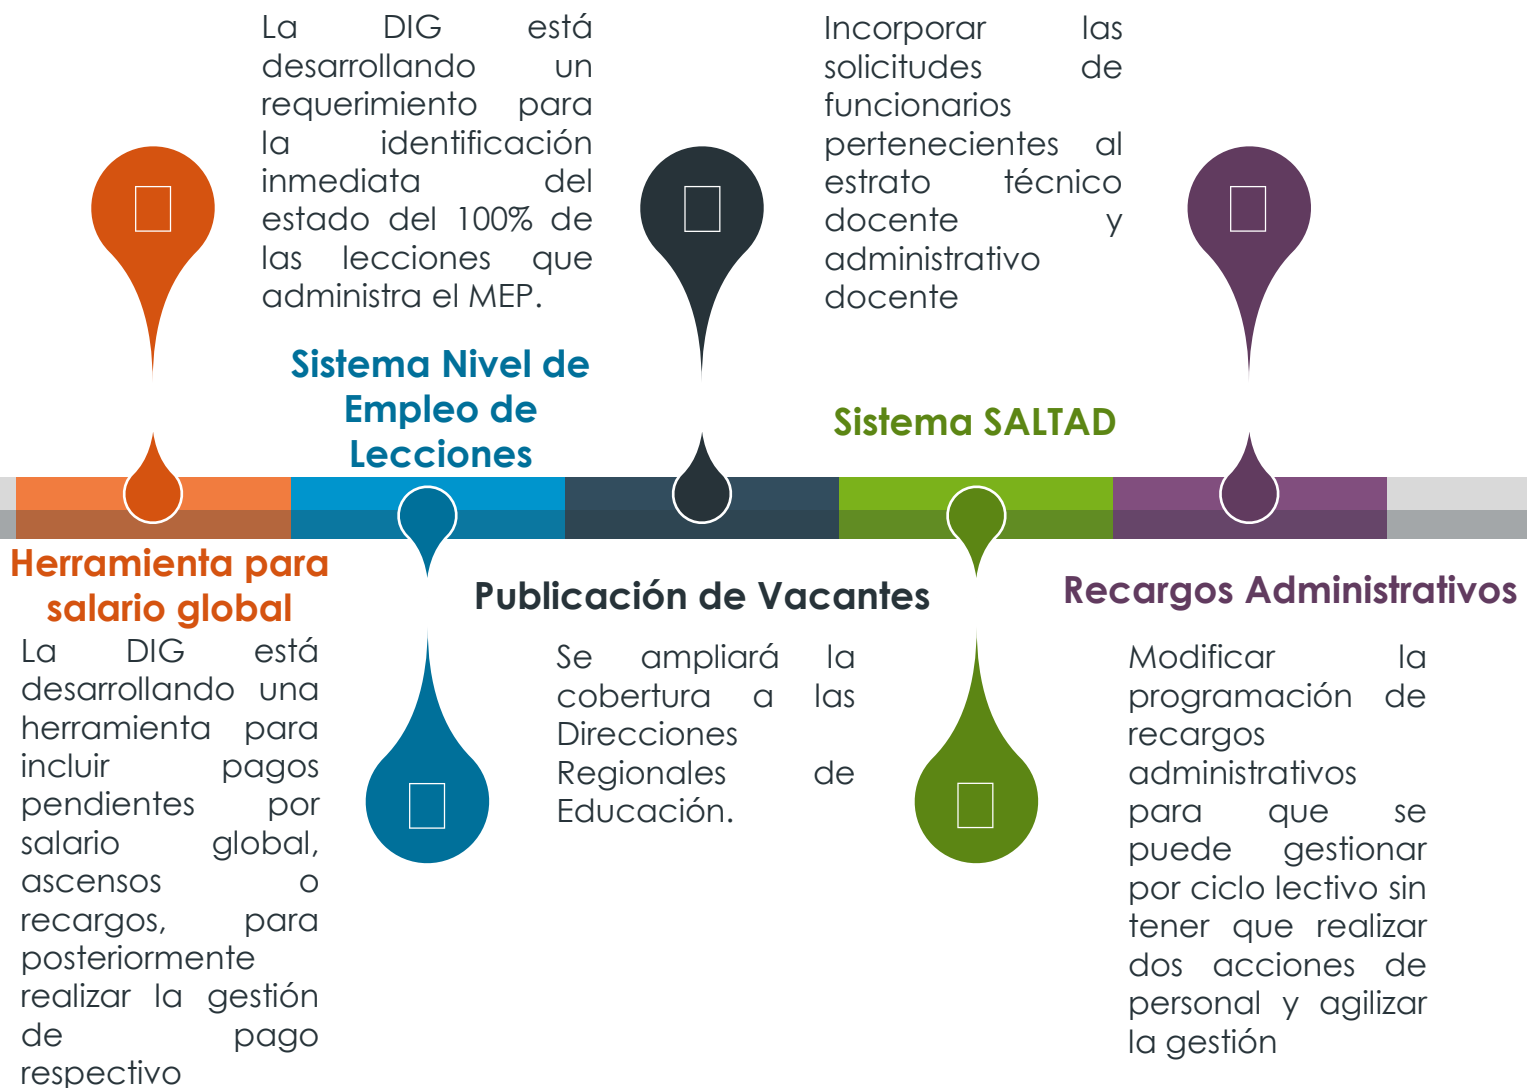 La DIG está
desarrollando un
requerimiento para
la identificación
inmediata del
estado del 100% de
las lecciones que
administra el MEP.
Incorporar las
solicitudes de
funcionarios
pertenecientes al
estrato técnico
docente y
administrativo
docente
Sistema Nivel de
Empleo de
Lecciones
Sistema SALTAD
Herramienta para
salario global
La DIG está
desarrollando una
herramienta para
incluir pagos
pendientes por
salario global,
ascensos o
recargos, para
posteriormente
realizar la gestión
de pago
respectivo
Publicación de Vacantes
Se ampliará la
cobertura a las
Direcciones
Regionales de
Educación.
Recargos Administrativos
Modificar la
programación de
recargos
administrativos
para que se
puede gestionar
por ciclo lectivo sin
tener que realizar
dos acciones de
personal y agilizar
la gestión